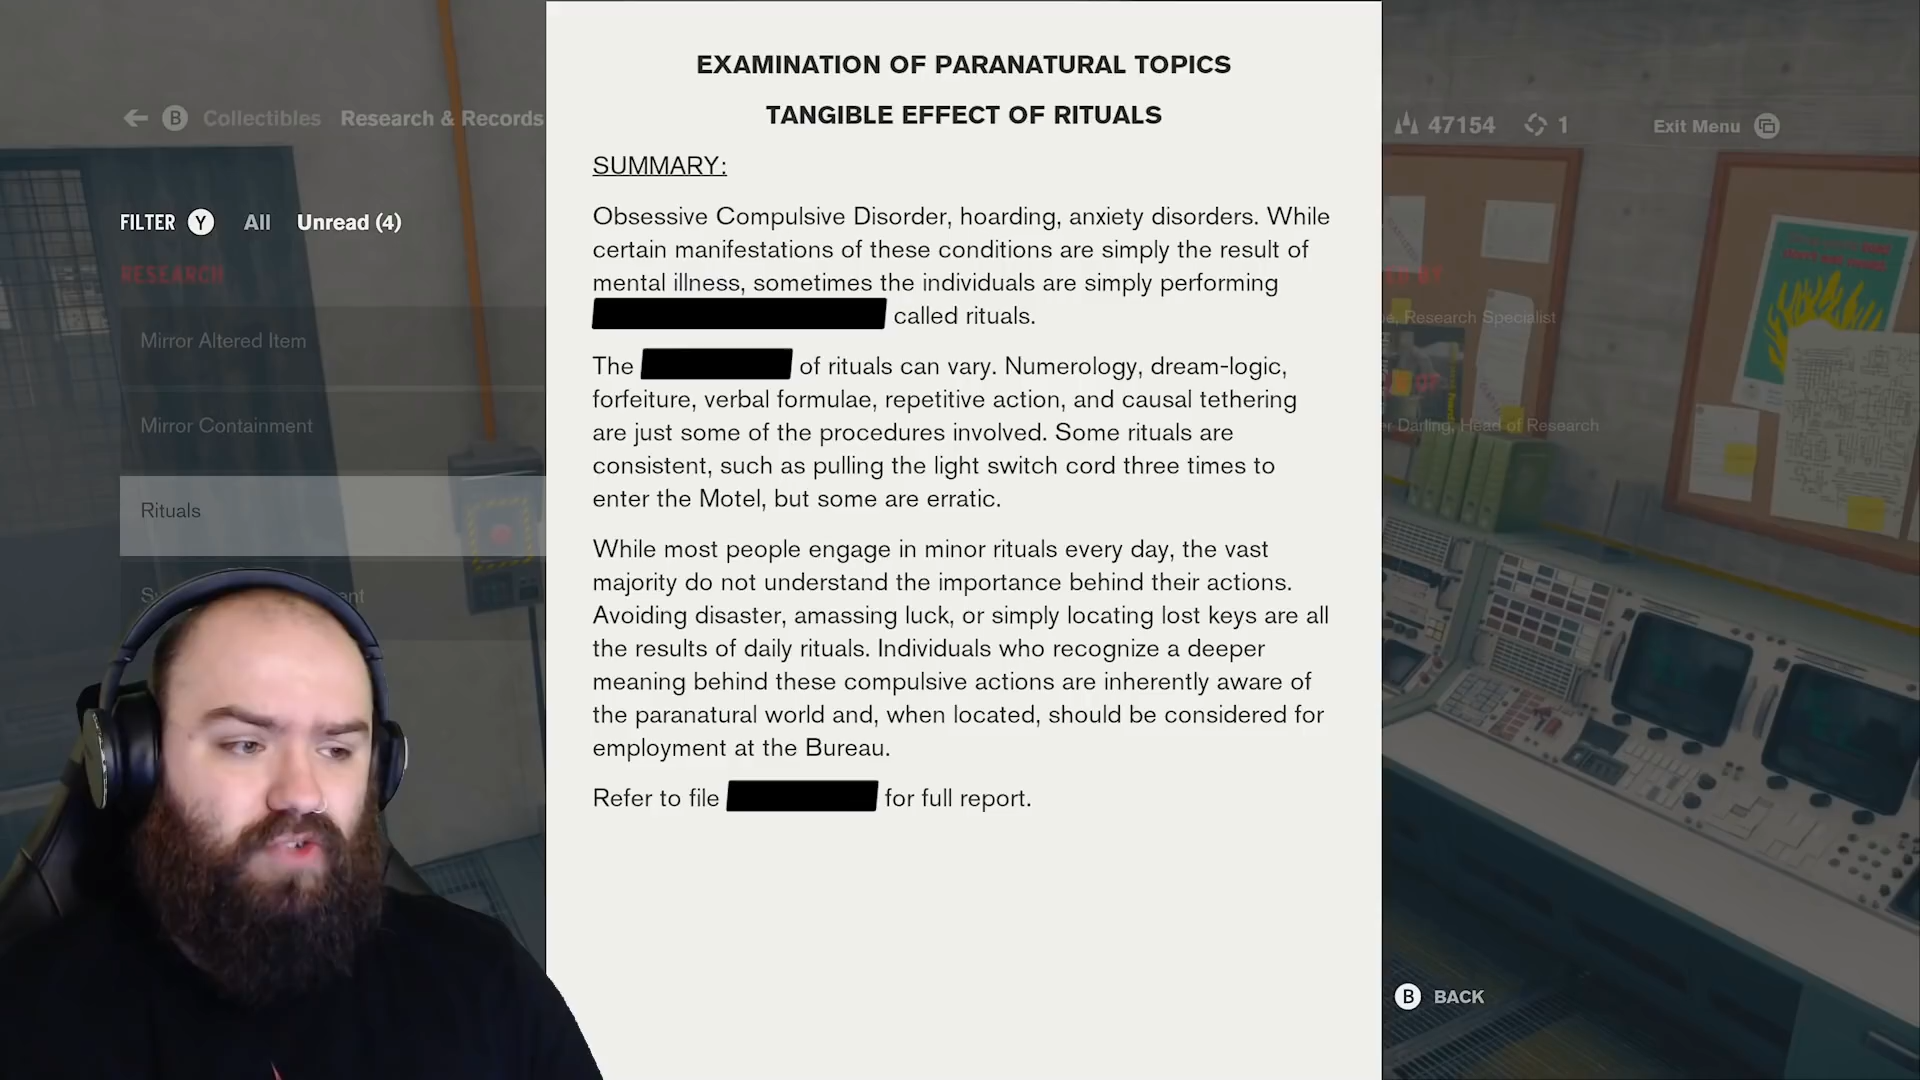 EXAMINATION OF PARANATURAL TOPICS
TANGIBLE EFFECT OF RITUALS
SUMMARY:
Obsessive Compulsive Disorder, hoarding, anxiety disorders. While
certain manifestations of these conditions are simply the result of
mental illness, sometimes the individuals are simply performing
called rituals.
The of rituals can vary. Numerology, dream-logic,
forfeiture, verbal formulae, repetitive action, and causal tethering
are just some of the procedures involved. Some rituals are
consistent, such as pulling the light switch cord three times to
enter the Motel, but some are erratic.
While most people engage in minor rituals every day, the vast
majority do not understand the importance behind their actions.
Avoiding disaster, amassing luck, or simply locating lost keys are all
the results of daily rituals. Individuals who recognize a deeper
meaning behind these compulsive actions are inherently aware of
the paranatural world and, when located, should be considered for
employment at the Bureau.
Refer to file for full report.
B Collectibles Research & Records
FILTER Y All Unread (4)
RESEARCH
Mirror Altered Item
Mirror Containment
Rituals
47154 1 Exit Menu
Research Specialist
Darling, Head of Research
B BACK